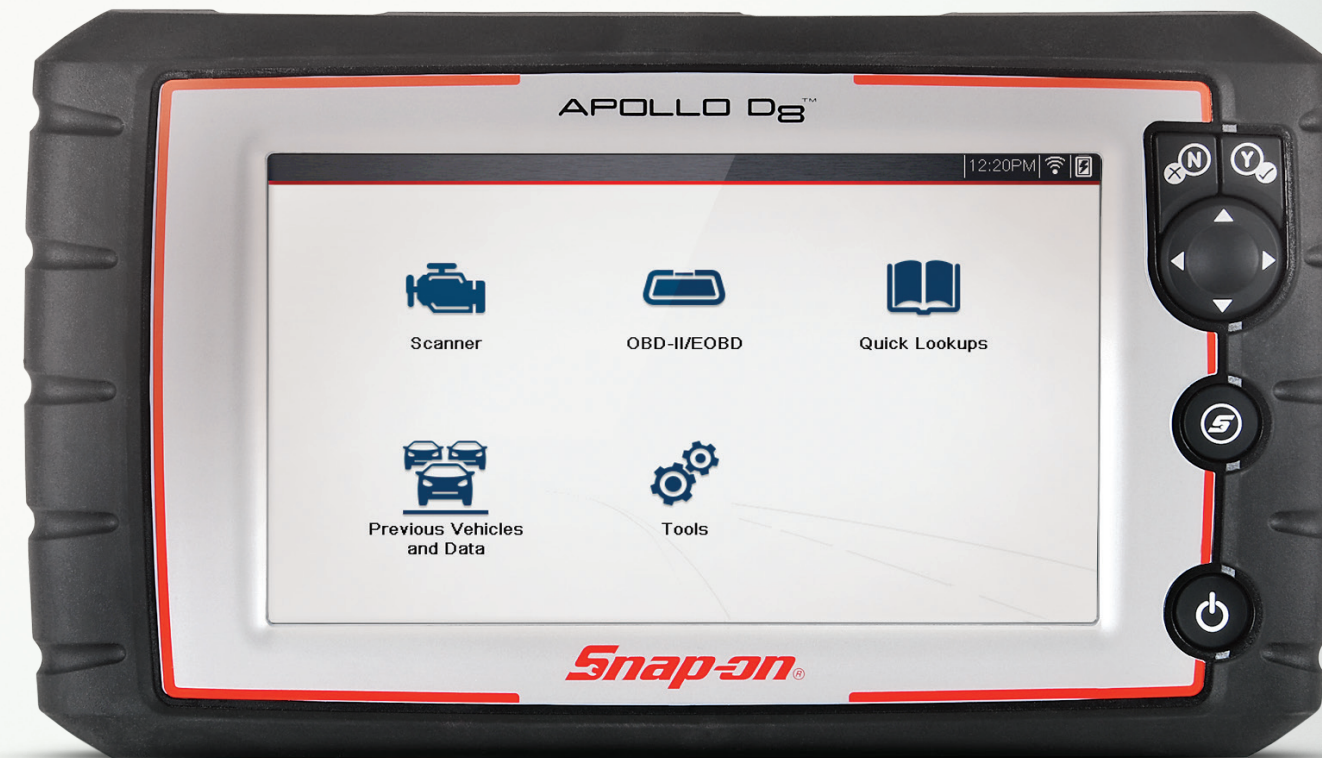 APOLLO D8™
12:20PM
N Y
Scanner
OBD-II/EOBD
Quick Lookups
Previous Vehicles
and Data
Tools
S
Snap-on®